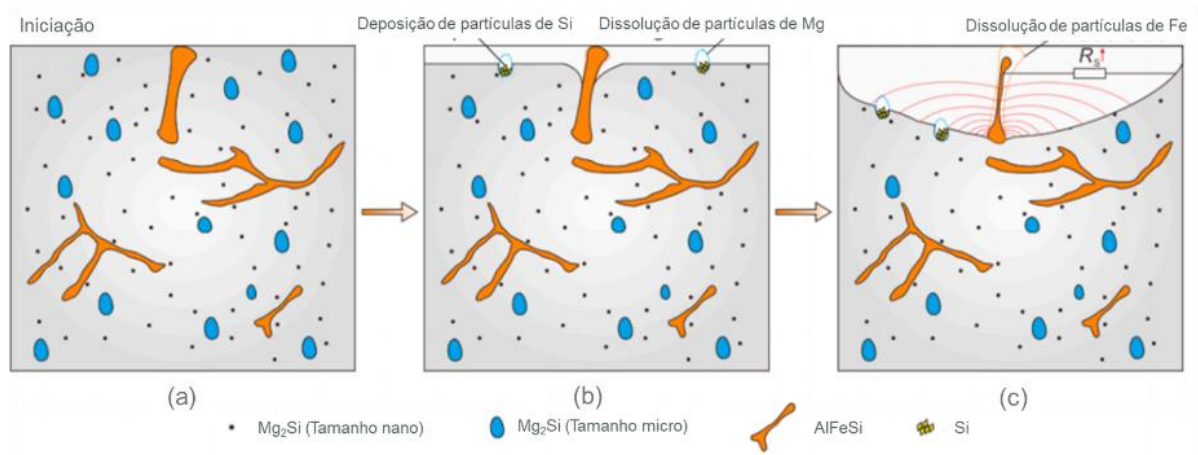 Iniciação
Deposição de partículas de Si
Dissolução de partículas de Mg
Dissolução de partículas de Fe
Rs↑
(a)
(b)
(c)
Mg2Si (Tamanho nano)
Mg2Si (Tamanho micro)
AlFeSi
Si